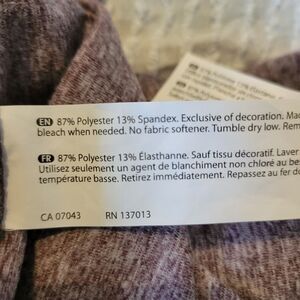 EN 87% Polyester 13% Spandex. Exclusive of decoration.
bleach when needed. No fabric softener. Tumble dry low.
FR 87% Polyester 13% Élasthanne. Sauf tissu décoratif. Laver
Utilisez seulement un agent de blanchiment non chloré au
température basse. Retirez immédiatement. Repassez au fer
CA 07043 RN 137013